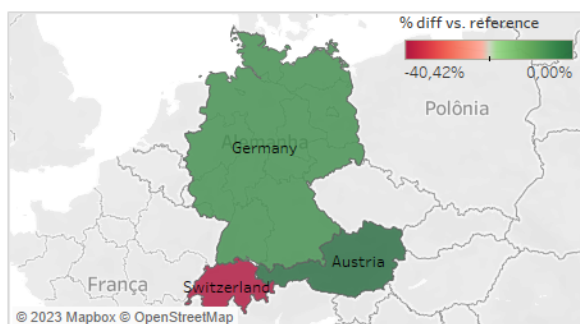 % diff vs. reference
-40,42% 0,00%
Polônia
Alemanha
Germany
Austria
França
Switzerland
© 2023 Mapbox © OpenStreetMap